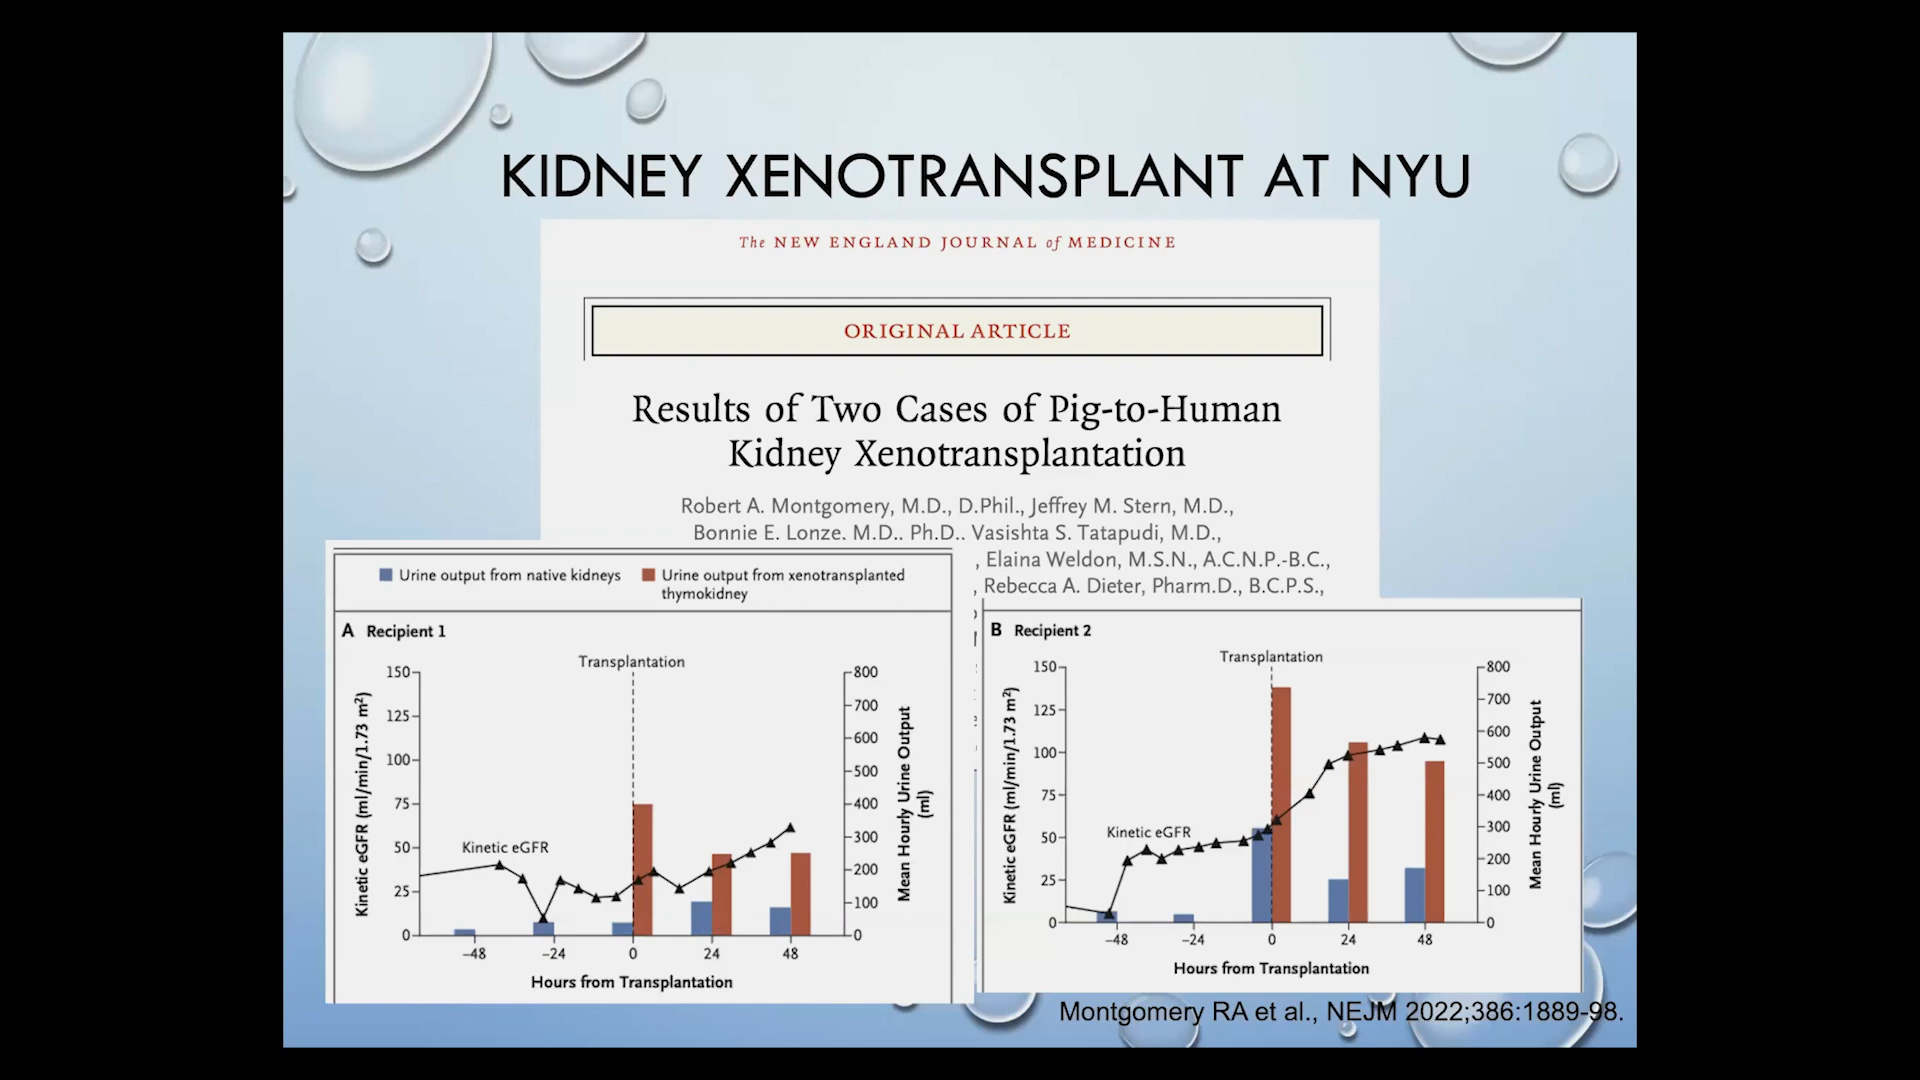 KIDNEY XENOTRANSPLANT AT NYU
The NEW ENGLAND JOURNAL of MEDICINE
ORIGINAL ARTICLE
Results of Two Cases of Pig-to-Human
Kidney Xenotransplantation
Robert A. Montgomery, M.D., D.Phil., Jeffrey M. Stern, M.D.,
Bonnie E. Lonze, M.D., Ph.D., Vasishta S. Tatapudi, M.D.,
, Elaina Weldon, M.S.N., A.C.N.P.-B.C.,
, Rebecca A. Dieter, Pharm.D., B.C.P.S.,
Urine output from native kidneys
Urine output from xenotransplanted
thymokidney
A Recipient 1
Transplantation
150
125
100
75
50
25
0
Kinetic eGFR (ml/min/1.73 m²)
Kinetic eGFR
800
700
600
500
400
300
200
100
0
Mean Hourly Urine Output
(ml)
−48 −24 0 24 48
Hours from Transplantation
B Recipient 2
Transplantation
150
125
100
75
50
25
0
Kinetic eGFR (ml/min/1.73 m²)
Kinetic eGFR
800
700
600
500
400
300
200
100
0
Mean Hourly Urine Output
(ml)
−48 −24 0 24 48
Hours from Transplantation
Montgomery RA et al., NEJM 2022;386:1889-98.